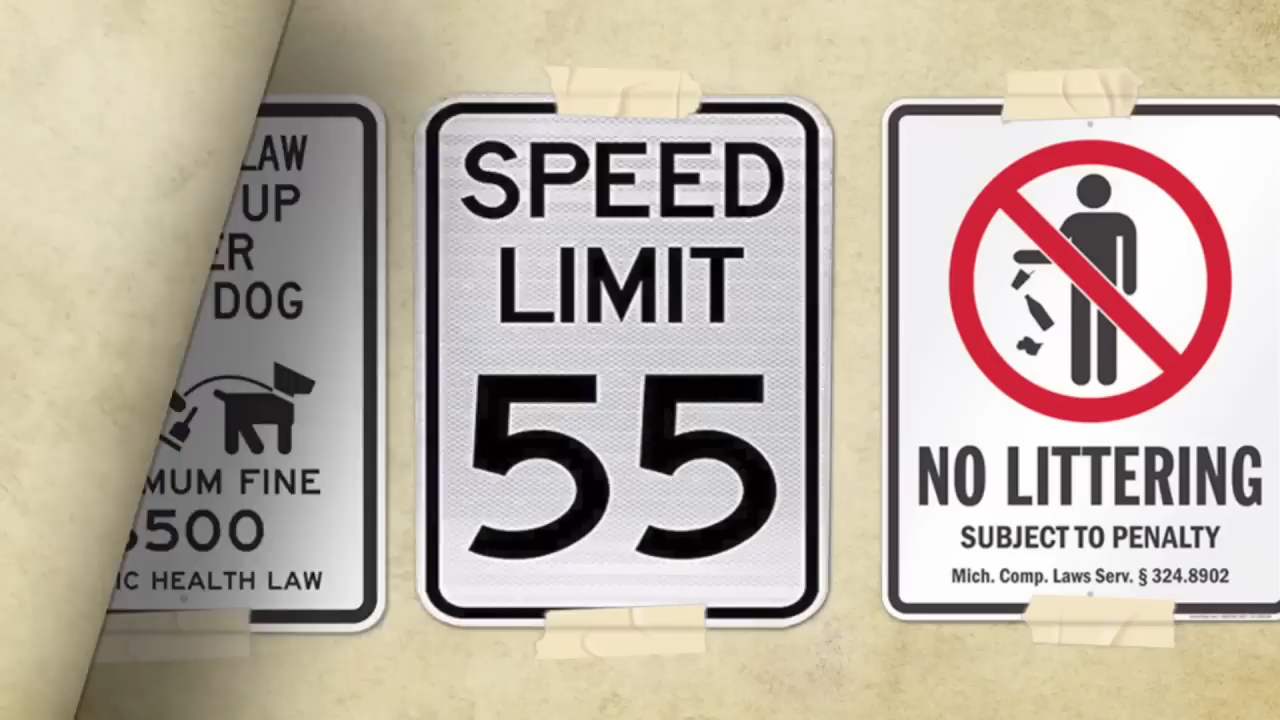 LAW
UP
ER
DOG
MUM FINE
$500
IC HEALTH LAW
SPEED
LIMIT
55
NO LITTERING
SUBJECT TO PENALTY
Mich. Comp. Laws Serv. § 324.8902